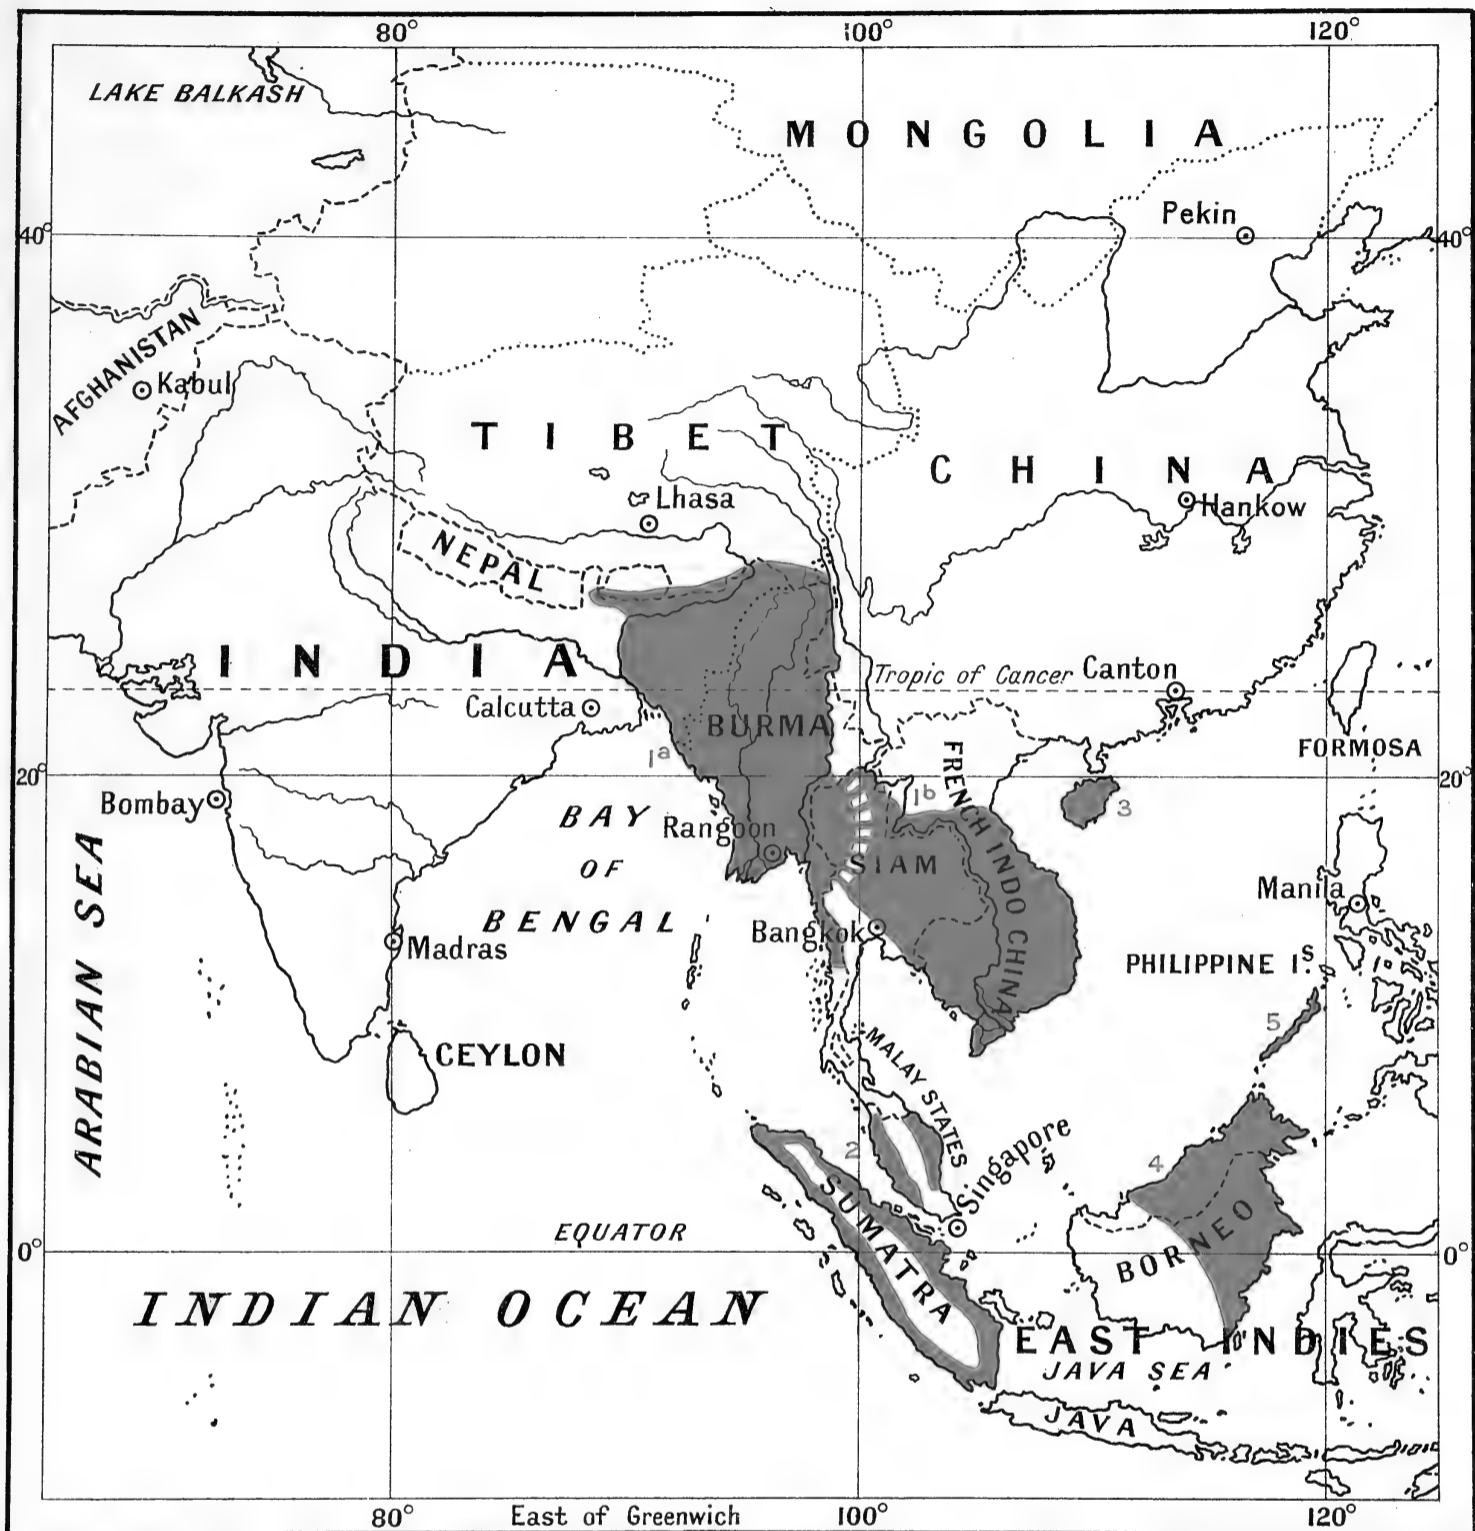 80° 100° 120°
LAKE BALKASH
MONGOLIA
Pekin
40° 40°
AFGHANISTAN
Kabul
TIBET
CHINA
Lhasa
Hankow
NEPAL
INDIA
Tropic of Cancer Canton
Calcutta
BURMA
1a
FORMOSA
20° 20°
FRENCH INDO CHINA
1b
3
Bombay
BAY
OF
BENGAL
Rangoon
SIAM
ARABIAN SEA
Manila
Bangkok
Madras
PHILIPPINE Is.
5
CEYLON
MALAY STATES
2
Singapore
4
SUMATRA
EQUATOR
BORNEO
0° 0°
INDIAN OCEAN
EAST INDIES
JAVA SEA
JAVA
80° East of Greenwich 100° 120°